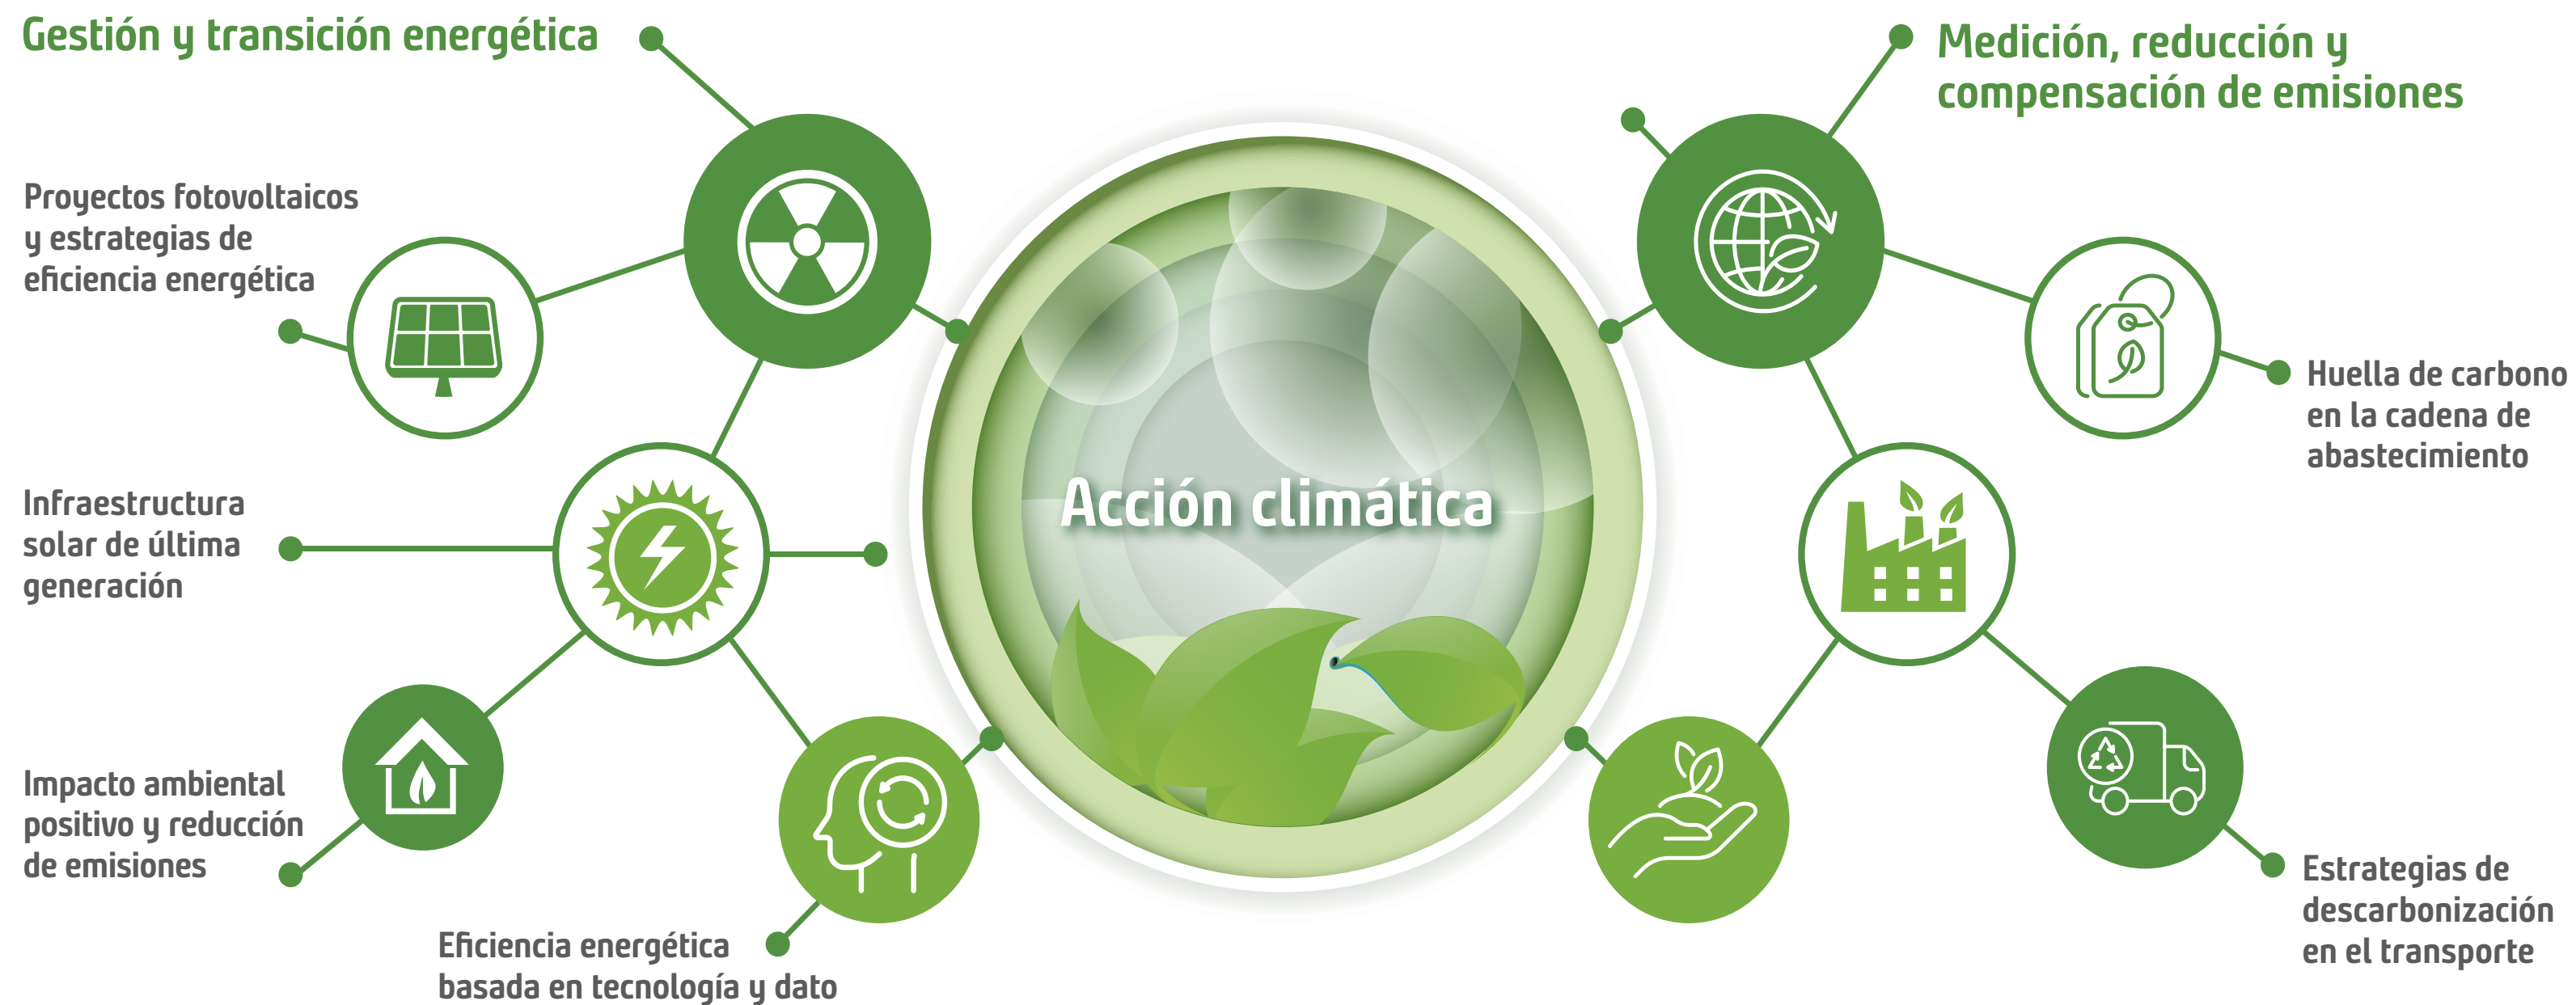 Gestión y transición energética
Proyectos fotovoltaicos
y estrategias de
eficiencia energética
Infraestructura
solar de última
generación
Impacto ambiental
positivo y reducción
de emisiones
Eficiencia energética
basada en tecnología y dato
Acción climática
Medición, reducción y
compensación de emisiones
Huella de carbono
en la cadena de
abastecimiento
Estrategias de
descarbonización
en el transporte